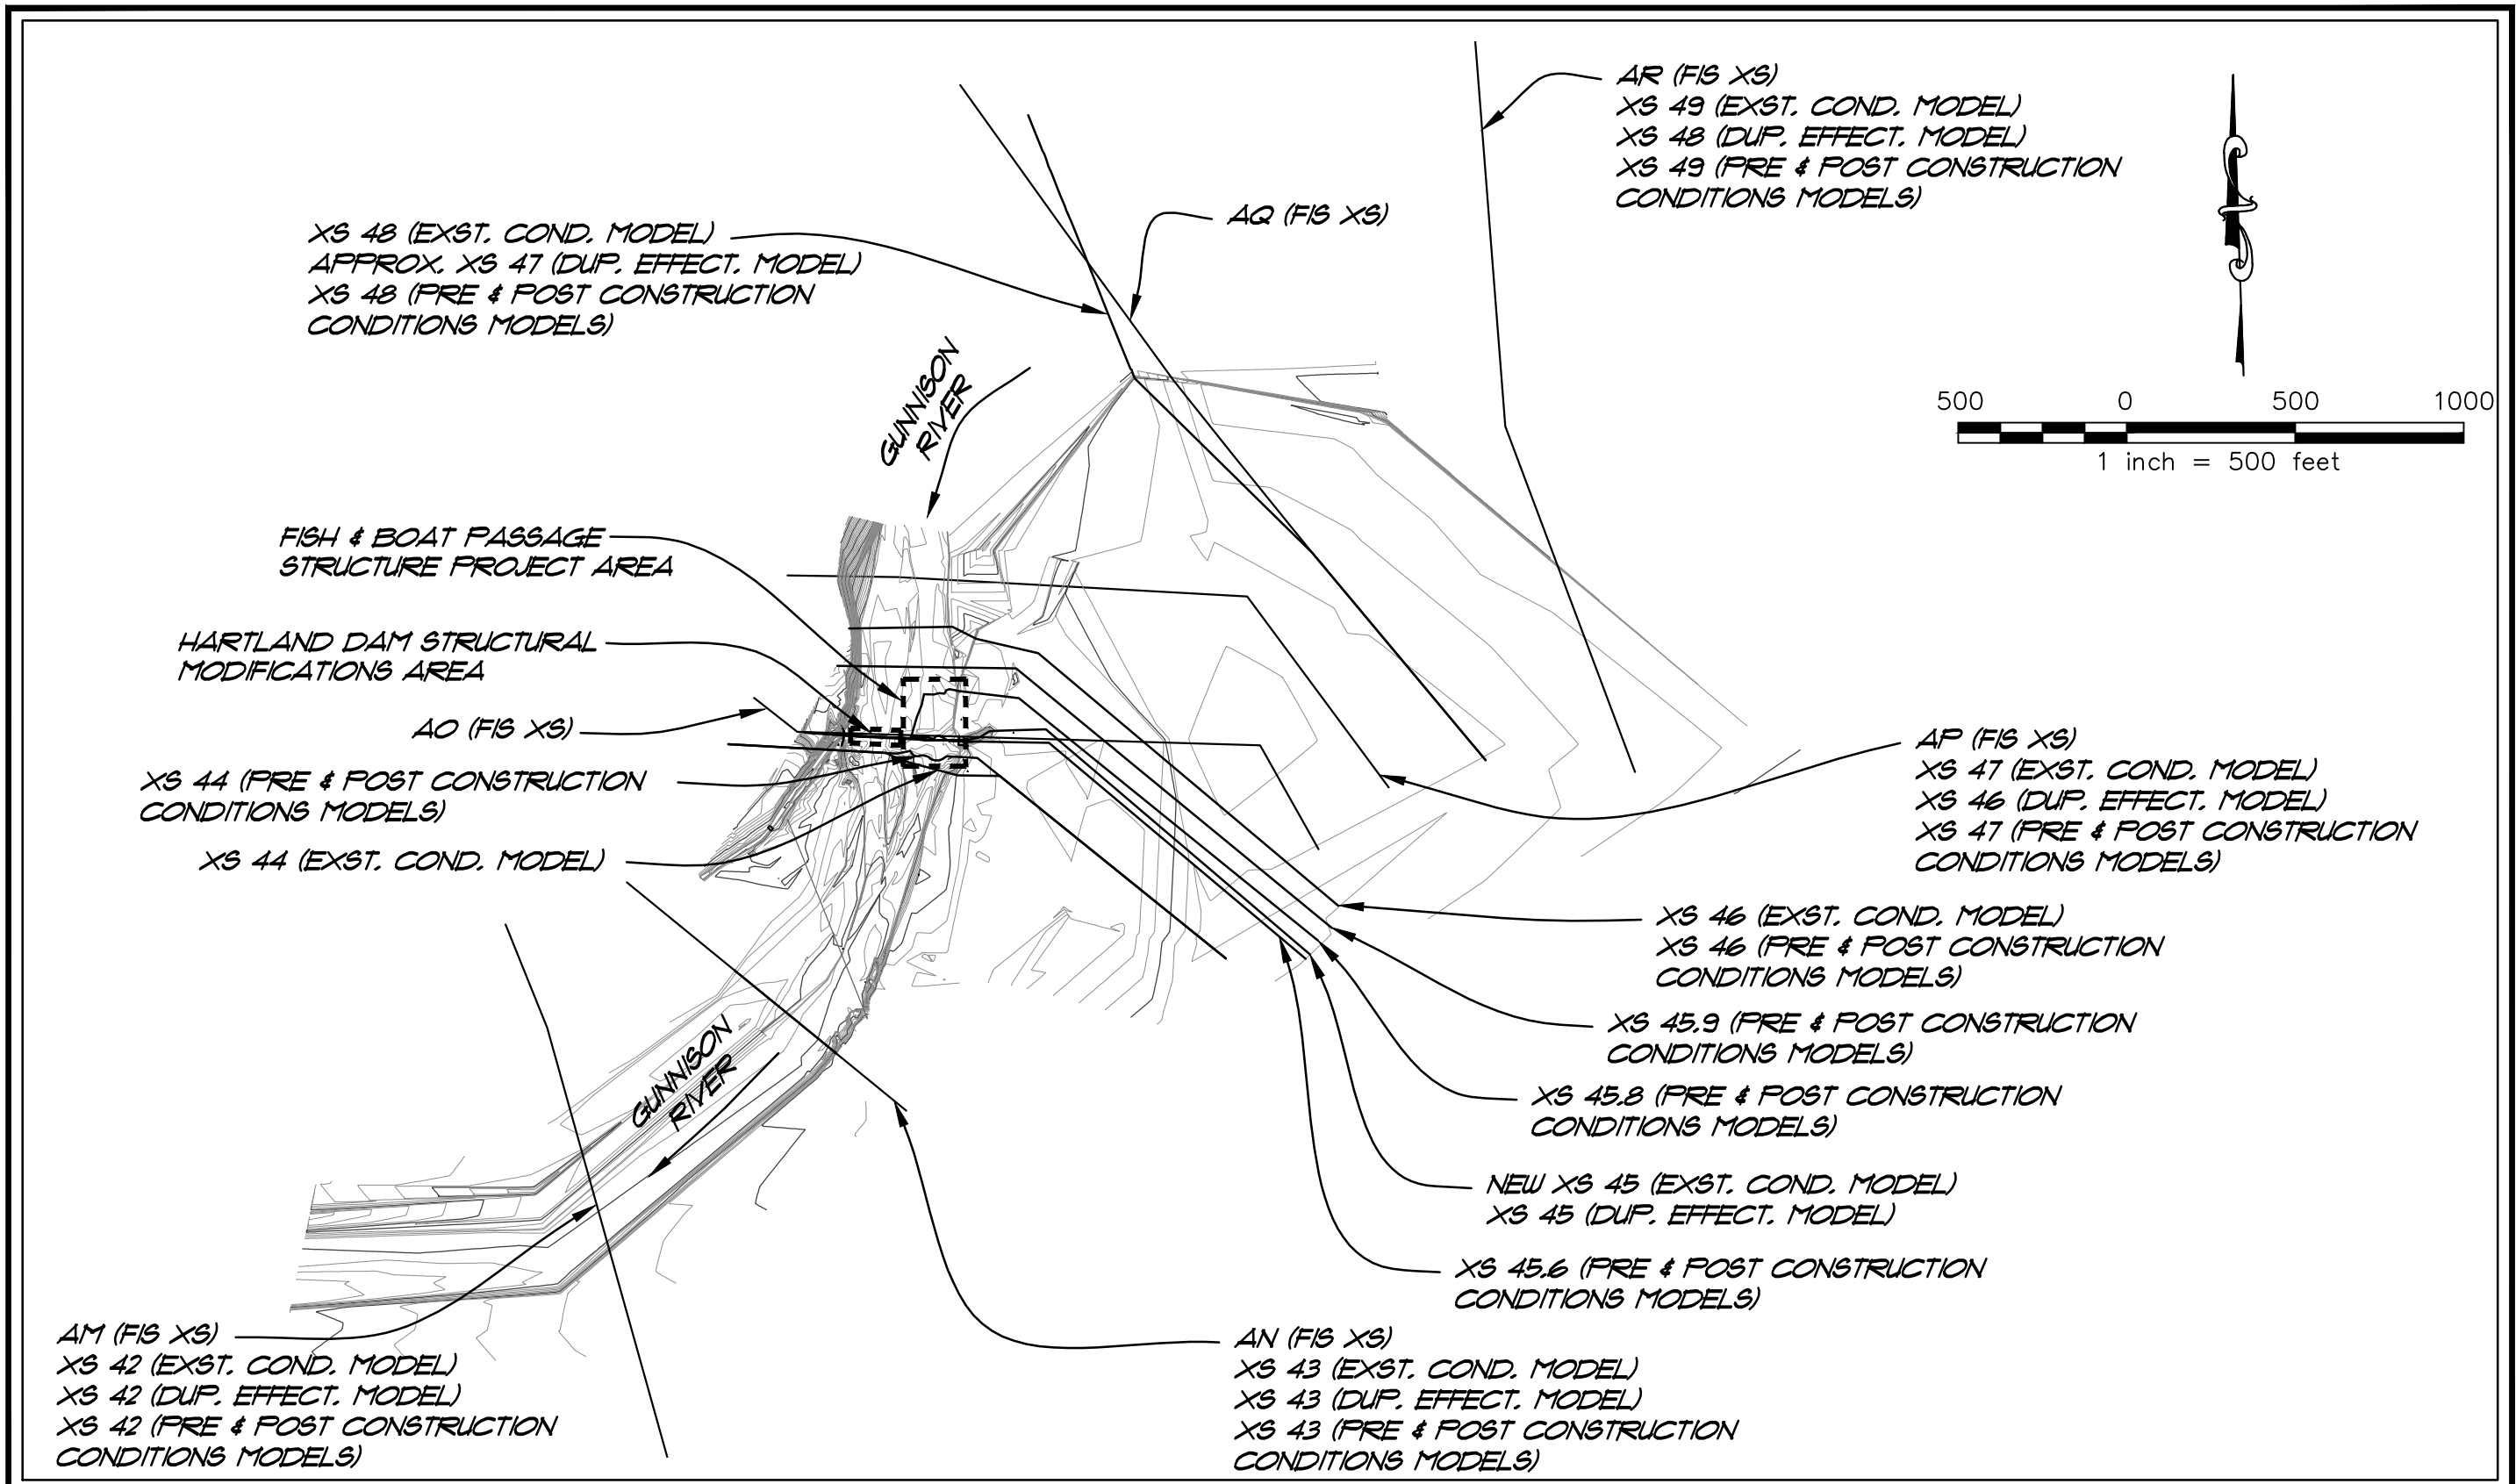 AR (FIS XS)
XS 49 (EXST. COND. MODEL)
XS 48 (DUP. EFFECT. MODEL)
XS 49 (PRE & POST CONSTRUCTION
CONDITIONS MODELS)
AQ (FIS XS)
XS 48 (EXST. COND. MODEL)
APPROX. XS 47 (DUP. EFFECT. MODEL)
XS 48 (PRE & POST CONSTRUCTION
CONDITIONS MODELS)
GUNNISON
RIVER
500 0 500 1000
1 inch = 500 feet
FISH & BOAT PASSAGE
STRUCTURE PROJECT AREA
HARTLAND DAM STRUCTURAL
MODIFICATIONS AREA
AO (FIS XS)
XS 44 (PRE & POST CONSTRUCTION
CONDITIONS MODELS)
XS 44 (EXST. COND. MODEL)
AP (FIS XS)
XS 47 (EXST. COND. MODEL)
XS 46 (DUP. EFFECT. MODEL)
XS 47 (PRE & POST CONSTRUCTION
CONDITIONS MODELS)
XS 46 (EXST. COND. MODEL)
XS 46 (PRE & POST CONSTRUCTION
CONDITIONS MODELS)
XS 45.9 (PRE & POST CONSTRUCTION
CONDITIONS MODELS)
XS 45.8 (PRE & POST CONSTRUCTION
CONDITIONS MODELS)
NEW XS 45 (EXST. COND. MODEL)
XS 45 (DUP. EFFECT. MODEL)
XS 45.6 (PRE & POST CONSTRUCTION
CONDITIONS MODELS)
GUNNISON
RIVER
AM (FIS XS)
XS 42 (EXST. COND. MODEL)
XS 42 (DUP. EFFECT. MODEL)
XS 42 (PRE & POST CONSTRUCTION
CONDITIONS MODELS)
AN (FIS XS)
XS 43 (EXST. COND. MODEL)
XS 43 (DUP. EFFECT. MODEL)
XS 43 (PRE & POST CONSTRUCTION
CONDITIONS MODELS)